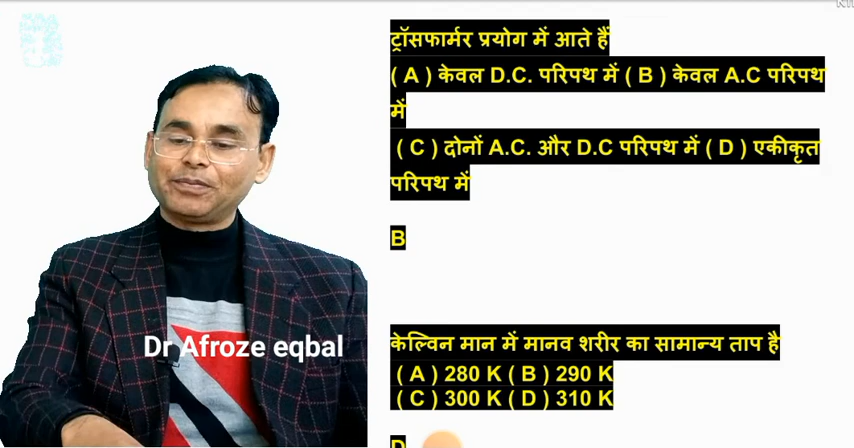 ट्रॉसफार्मर प्रयोग में आते हैं
( A ) केवल D.C. परिपथ में ( B ) केवल A.C परिपथ
में
( C ) दोनों A.C. और D.C परिपथ में ( D ) एकीकृत
परिपथ में
B
Dr Afroze eqbal
केल्विन मान में मानव शरीर का सामान्य ताप है
( A ) 280 K ( B ) 290 K
( C ) 300 K ( D ) 310 K
D